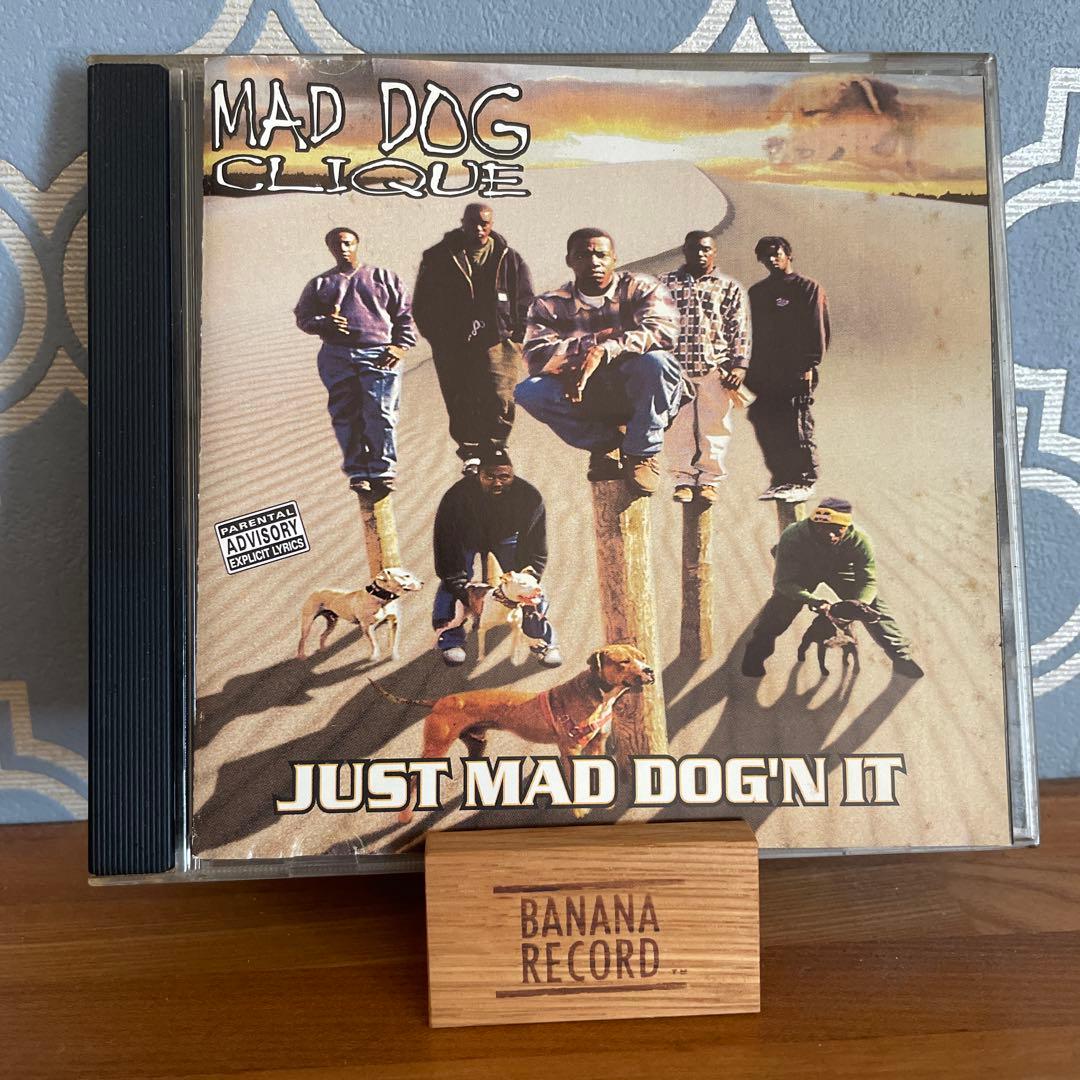 MAD DOG
CLIQUE
PARENTAL
ADVISORY
EXPLICIT LYRICS
JUST MAD DOG'N IT
BANANA
RECORD